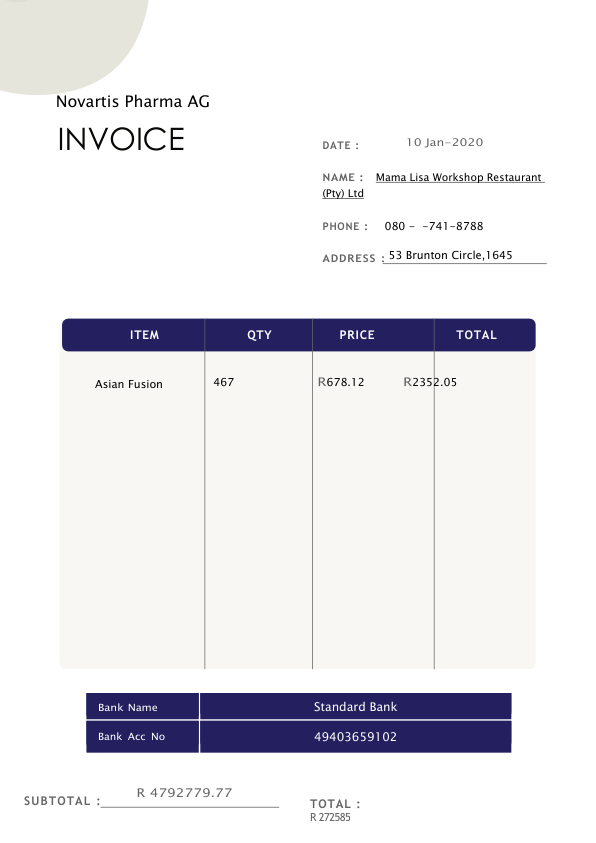 Novartis Pharma AG
INVOICE
DATE : 10 Jan-2020
NAME : Mama Lisa Workshop Restaurant
(Pty) Ltd
PHONE : 080 - -741-8788
ADDRESS : 53 Brunton Circle,1645
ITEM QTY PRICE TOTAL
Asian Fusion 467 R678.12 R2352.05
Bank Name Standard Bank
Bank Acc No 49403659102
SUBTOTAL : R 4792779.77
TOTAL :
R 272585